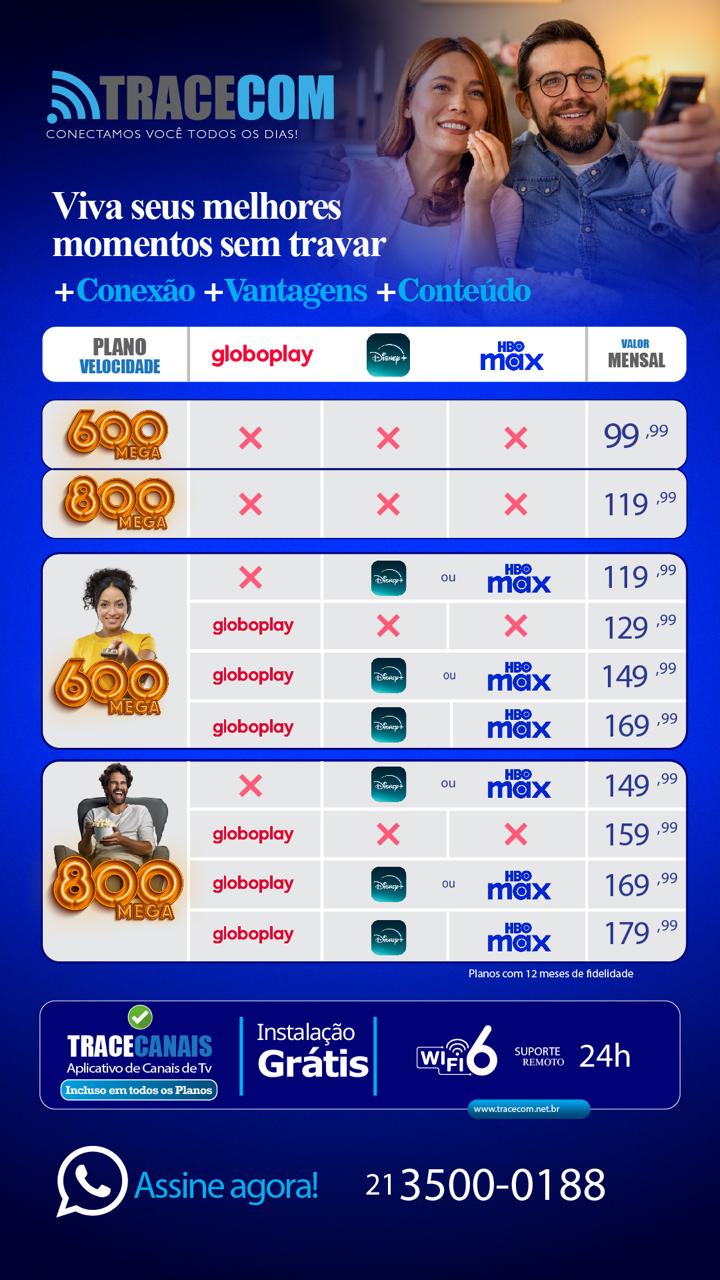 TRACECOM
CONECTAMOS VOCÊ TODOS OS DIAS!
Viva seus melhores
momentos sem travar
+Conexão +Vantagens +Conteúdo
PLANO
VELOCIDADE
globoplay
Disney+
HBO
max
VALOR
MENSAL
600
MEGA
99,99
800
MEGA
119,99
600
MEGA
Disney+ ou HBO max 119,99
globoplay 129,99
globoplay Disney+ ou HBO max 149,99
globoplay Disney+ HBO max 169,99
800
MEGA
Disney+ ou HBO max 149,99
globoplay 159,99
globoplay Disney+ ou HBO max 169,99
globoplay Disney+ HBO max 179,99
Planos com 12 meses de fidelidade
TRACECANAIS
Aplicativo de Canais de Tv
Incluso em todos os Planos
Instalação
Grátis
WIFI 6
SUPORTE
REMOTO
24h
www.tracecom.net.br
Assine agora!
21 3500-0188